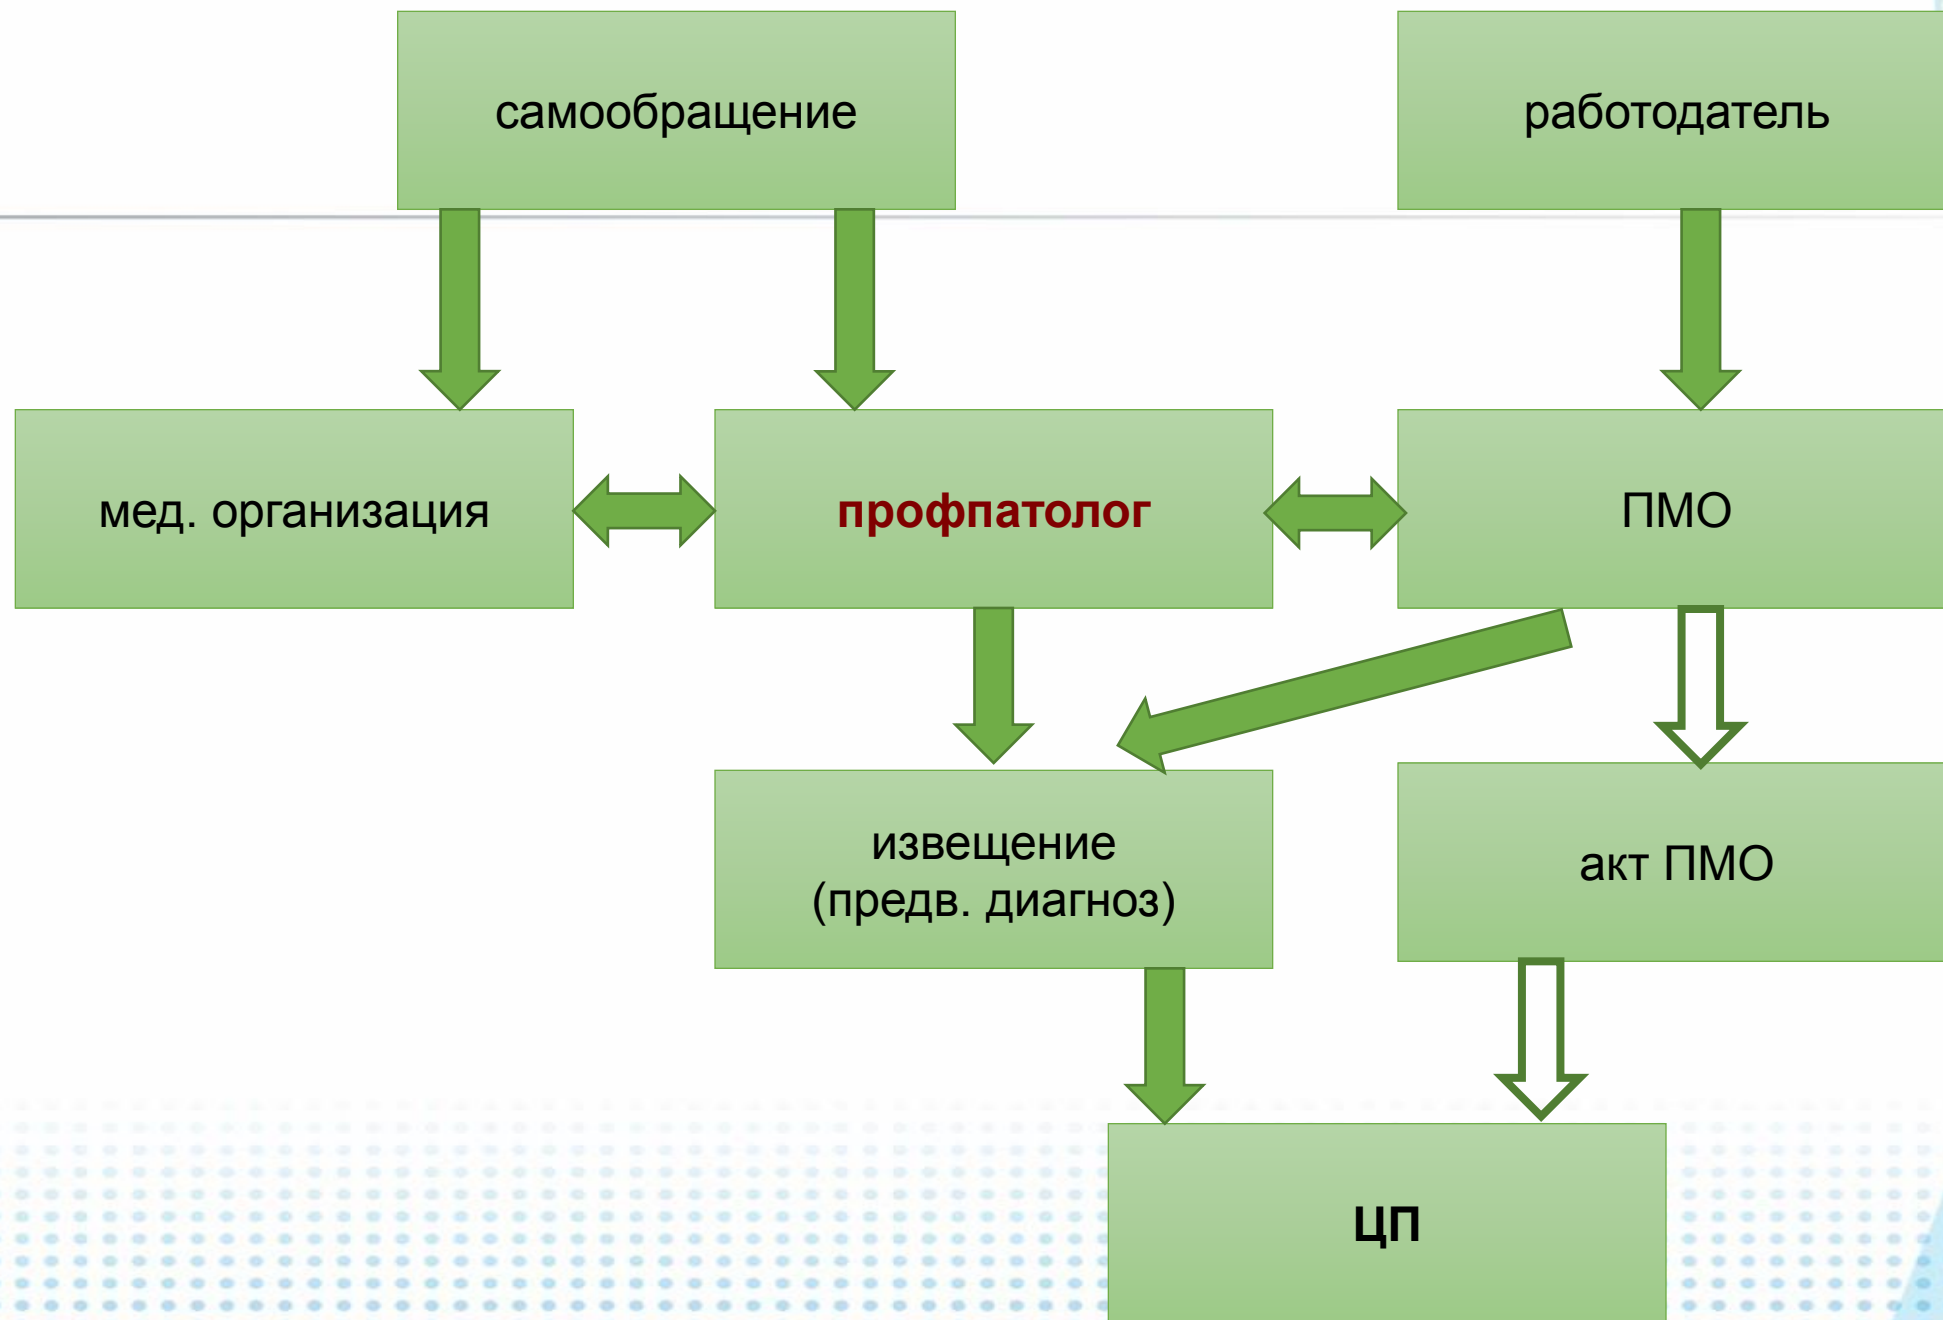 самообращение
работодатель
мед. организация
профпатолог
ПМО
извещение
(предв. диагноз)
акт ПМО
ЦП